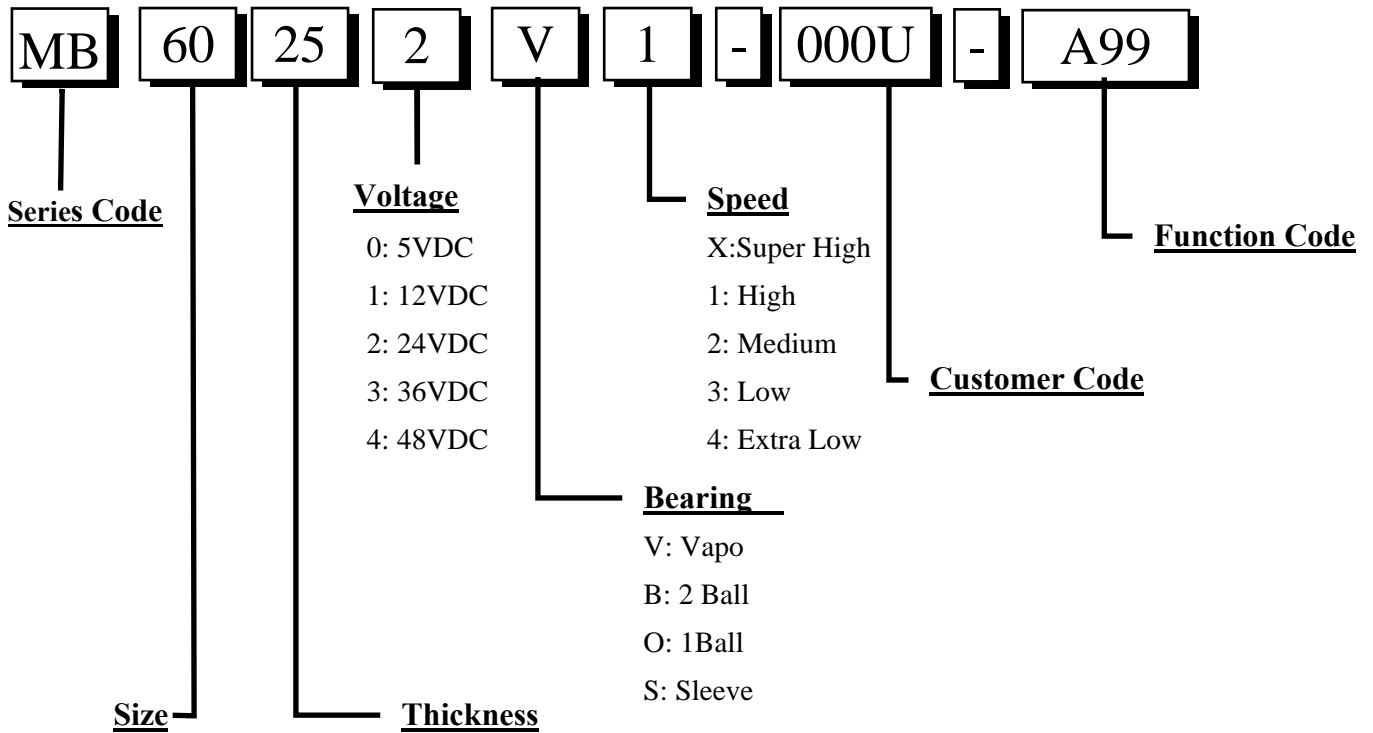 MB 60 25 2 V 1 - 000U - A99
Series Code
Voltage
0: 5VDC
1: 12VDC
2: 24VDC
3: 36VDC
4: 48VDC
Speed
X:Super High
1: High
2: Medium
3: Low
4: Extra Low
Function Code
Customer Code
Bearing
V: Vapo
B: 2 Ball
O: 1Ball
S: Sleeve
Size
Thickness